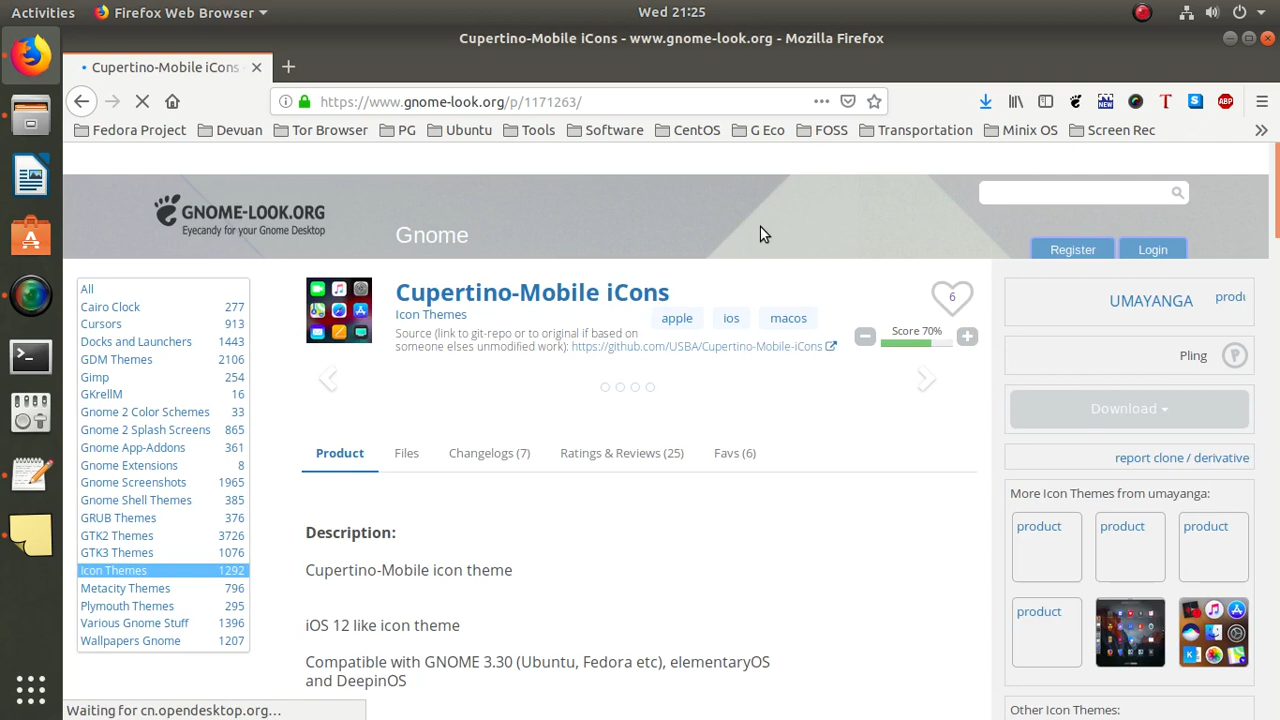 Activities Firefox Web Browser Wed 21:25
Cupertino-Mobile iCons - www.gnome-look.org - Mozilla Firefox
Cupertino-Mobile iCons -
https://www.gnome-look.org/p/1171263/
Fedora Project Devuan Tor Browser PG Ubuntu Tools Software CentOS G Eco FOSS Transportation Minix OS Screen Rec
GNOME-LOOK.ORG
Eyecandy for your Gnome Desktop
Gnome
Register Login
All
Cairo Clock 277
Cursors 913
Docks and Launchers 1443
GDM Themes 2106
Gimp 254
GKrellM 16
Gnome 2 Color Schemes 33
Gnome 2 Splash Screens 865
Gnome App-Addons 361
Gnome Extensions 8
Gnome Screenshots 1965
Gnome Shell Themes 385
GRUB Themes 376
GTK2 Themes 3726
GTK3 Themes 1076
Icon Themes 1292
Metacity Themes 796
Plymouth Themes 295
Various Gnome Stuff 1396
Wallpapers Gnome 1207
Cupertino-Mobile iCons
Icon Themes
apple ios macos
Source (link to git-repo or to original if based on
someone elses unmodified work): https://github.com/USBA/Cupertino-Mobile-iCons
6
Score 70%
Product Files Changelogs (7) Ratings & Reviews (25) Favs (6)
Description:
Cupertino-Mobile icon theme
iOS 12 like icon theme
Compatible with GNOME 3.30 (Ubuntu, Fedora etc), elementaryOS
and DeepinOS
UMAYANGA produ
Pling P
Download
report clone / derivative
More Icon Themes from umayanga:
product product product
product
Other Icon Themes:
Waiting for cn.opendesktop.org…